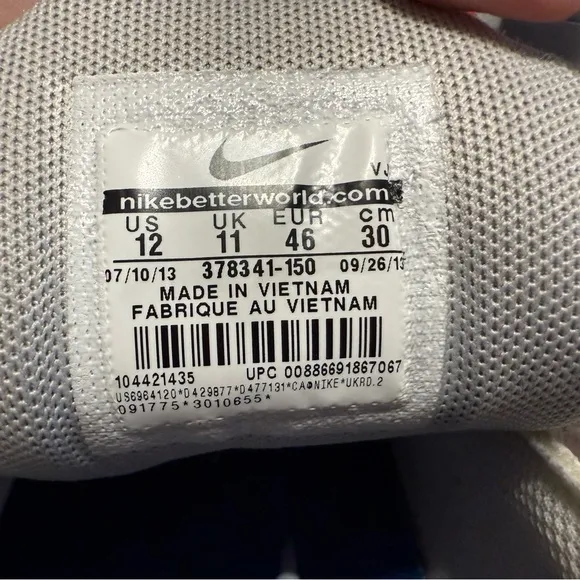 VJ
nikebetterworld.com
US UK EUR cm
12 11 46 30
07/10/13 378341-150 09/26/13
MADE IN VIETNAM
FABRIQUE AU VIETNAM
104421435 UPC 00886691867067
US6964120*D429877*D477131*CA@NIKE*UKRD.2
091775*3010655*